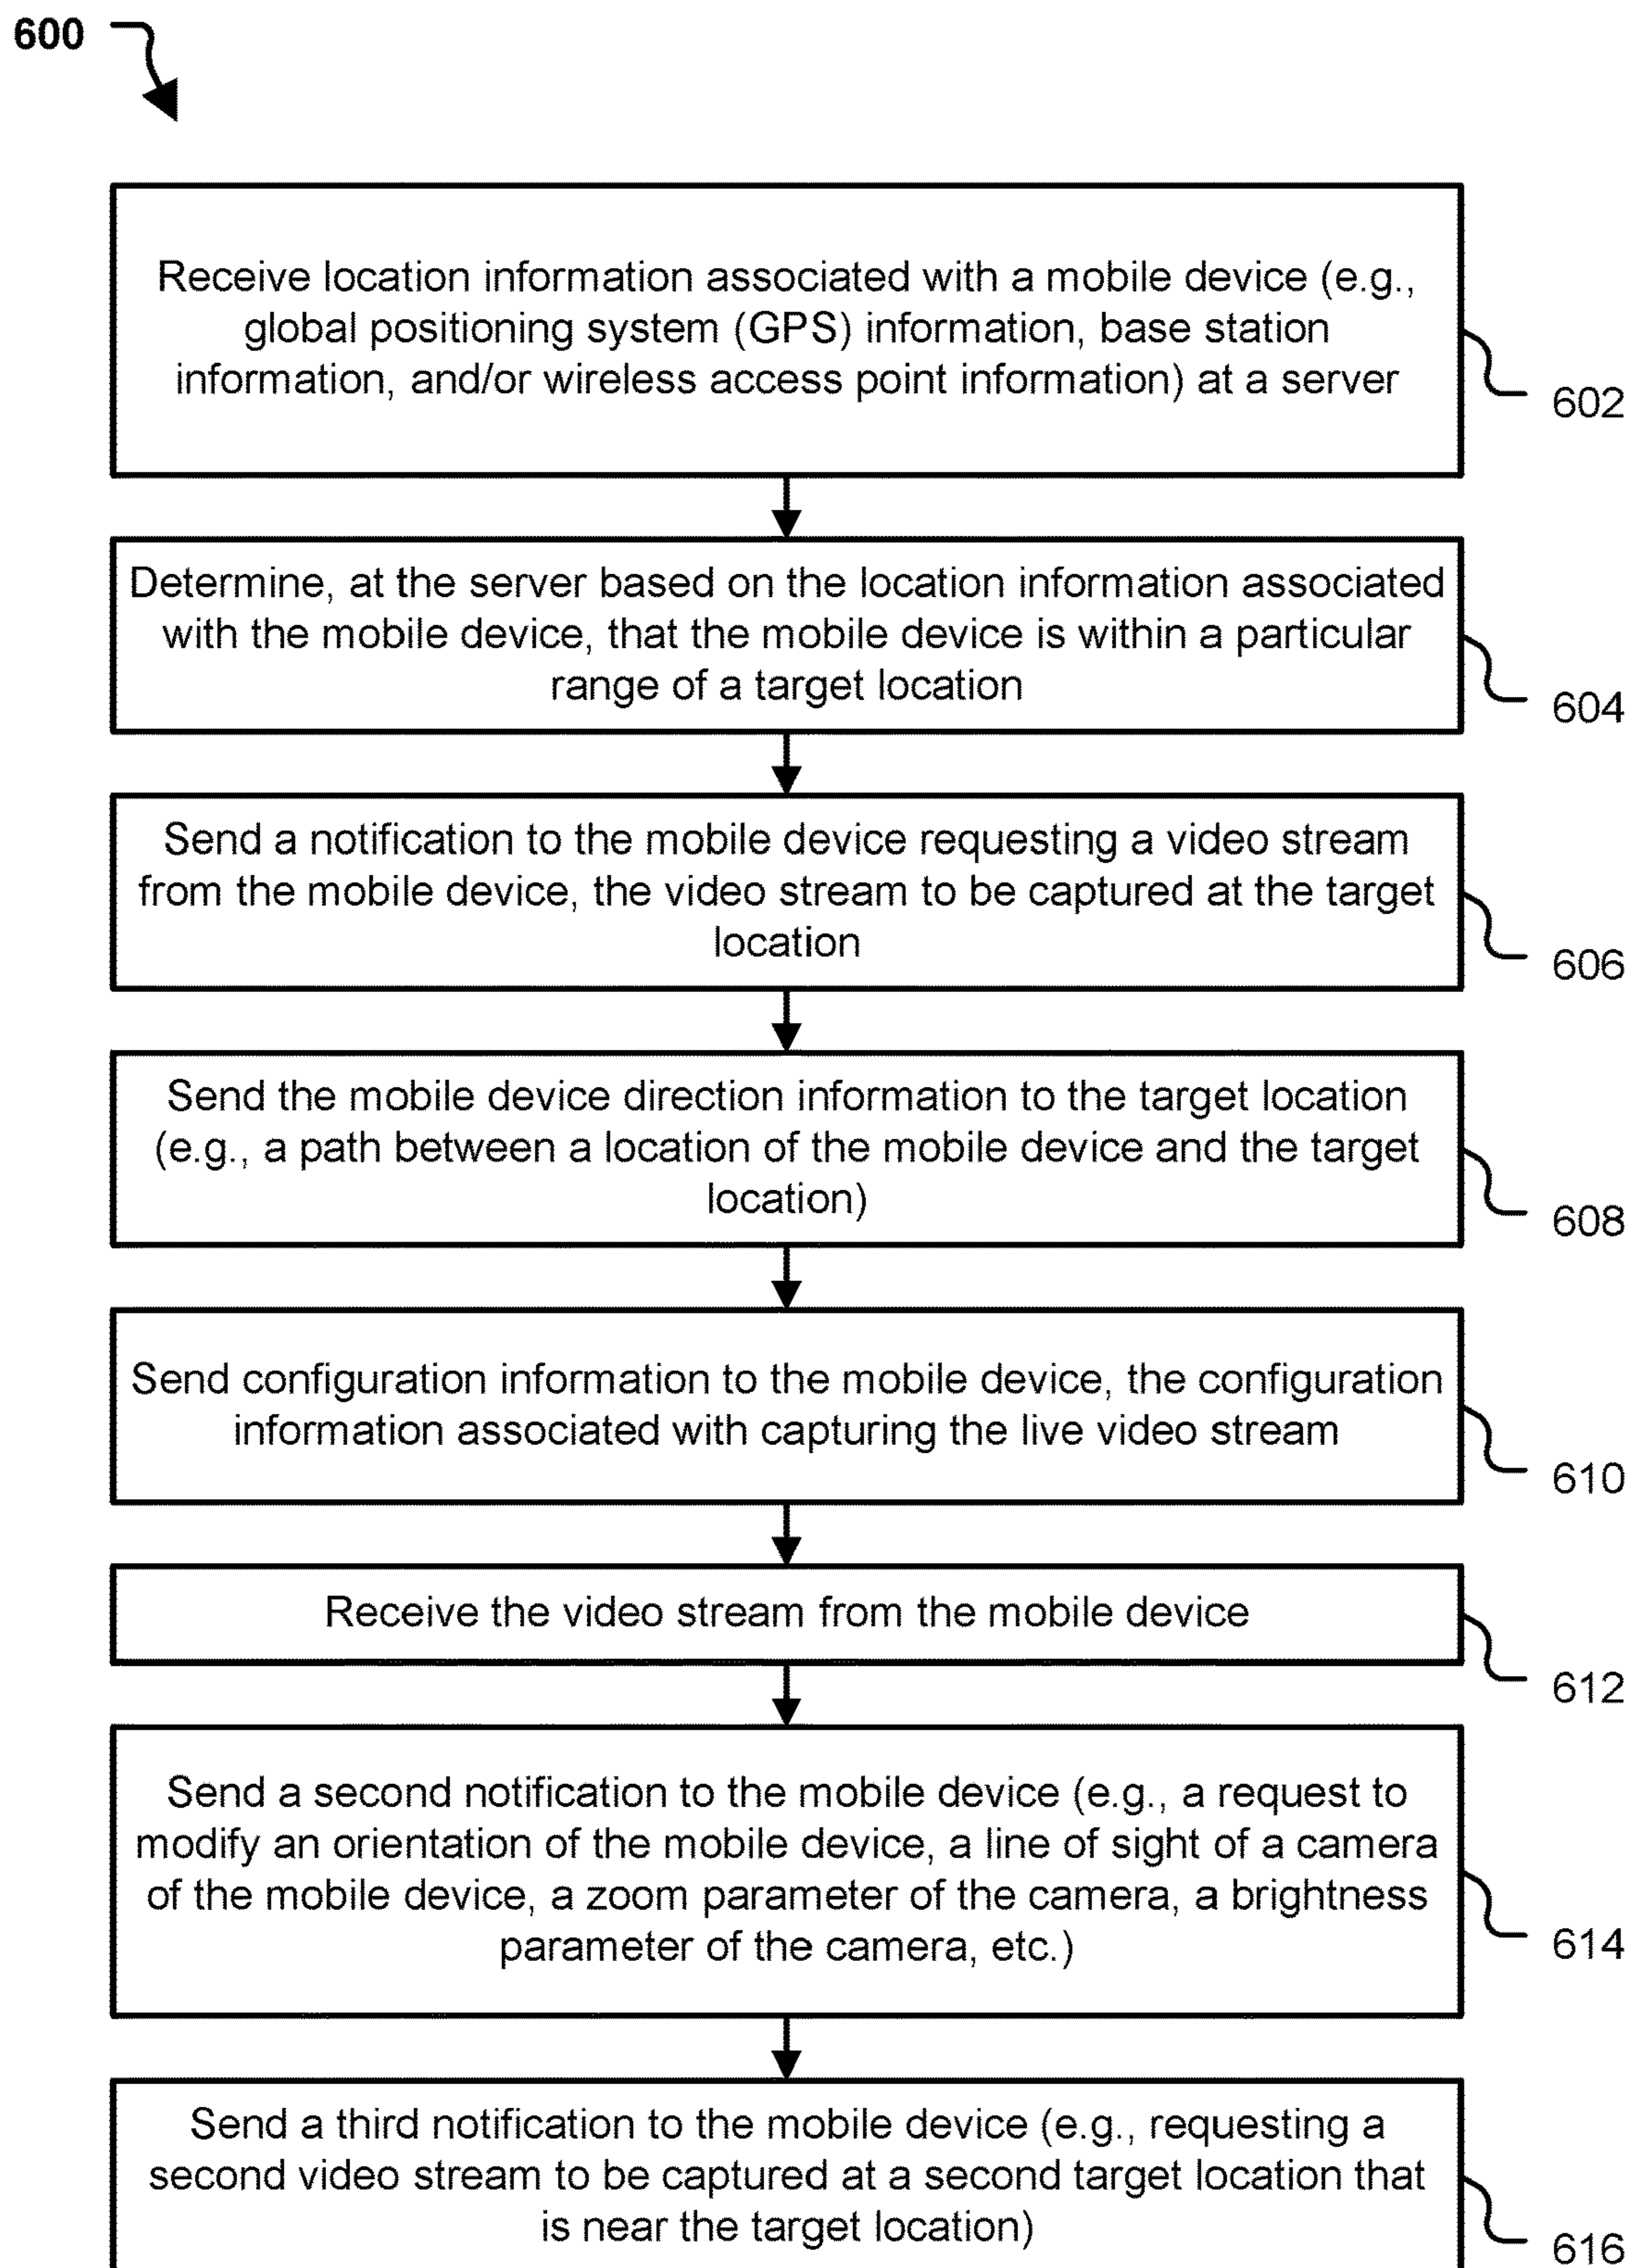 600
Receive location information associated with a mobile device (e.g.,
global positioning system (GPS) information, base station
information, and/or wireless access point information) at a server
602
Determine, at the server based on the location information associated
with the mobile device, that the mobile device is within a particular
range of a target location
604
Send a notification to the mobile device requesting a video stream
from the mobile device, the video stream to be captured at the target
location
606
Send the mobile device direction information to the target location
(e.g., a path between a location of the mobile device and the target
location)
608
Send configuration information to the mobile device, the configuration
information associated with capturing the live video stream
610
Receive the video stream from the mobile device
612
Send a second notification to the mobile device (e.g., a request to
modify an orientation of the mobile device, a line of sight of a camera
of the mobile device, a zoom parameter of the camera, a brightness
parameter of the camera, etc.)
614
Send a third notification to the mobile device (e.g., requesting a
second video stream to be captured at a second target location that
is near the target location)
616